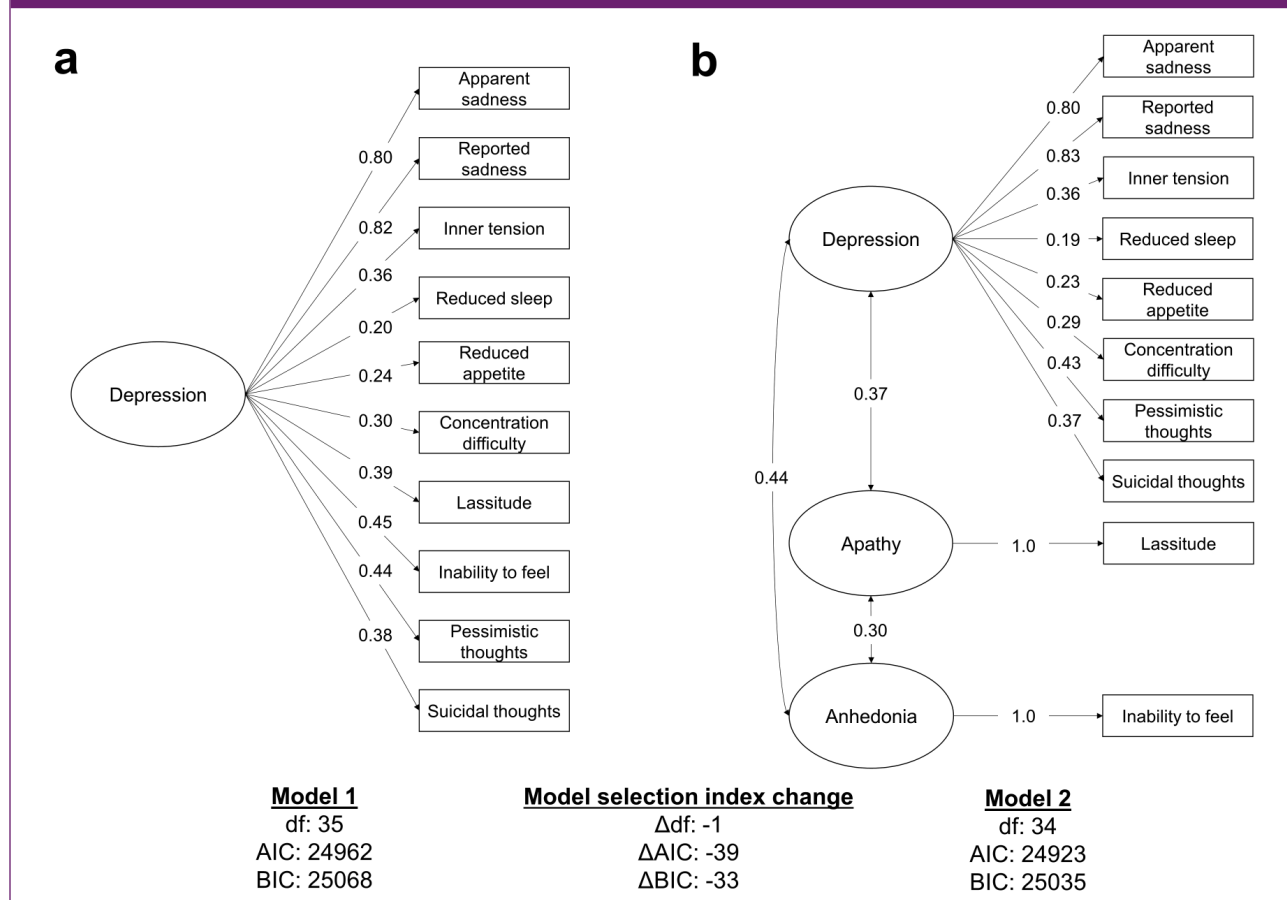 a
Apparent
sadness
Reported
sadness
Inner tension
Reduced sleep
Reduced
appetite
Concentration
difficulty
Lassitude
Inability to feel
Pessimistic
thoughts
Suicidal thoughts
0.80
0.82
0.36
0.20
0.24
0.30
0.39
0.45
0.44
0.38
Depression
b
Apparent
sadness
Reported
sadness
Inner tension
Reduced sleep
Reduced
appetite
Concentration
difficulty
Pessimistic
thoughts
Suicidal thoughts
0.80
0.83
0.36
0.19
0.23
0.29
0.43
0.37
Depression
0.37
0.44
Apathy
1.0
Lassitude
0.30
Anhedonia
1.0
Inability to feel
Model 1
df: 35
AIC: 24962
BIC: 25068
Model selection index change
Δdf: -1
ΔAIC: -39
ΔBIC: -33
Model 2
df: 34
AIC: 24923
BIC: 25035